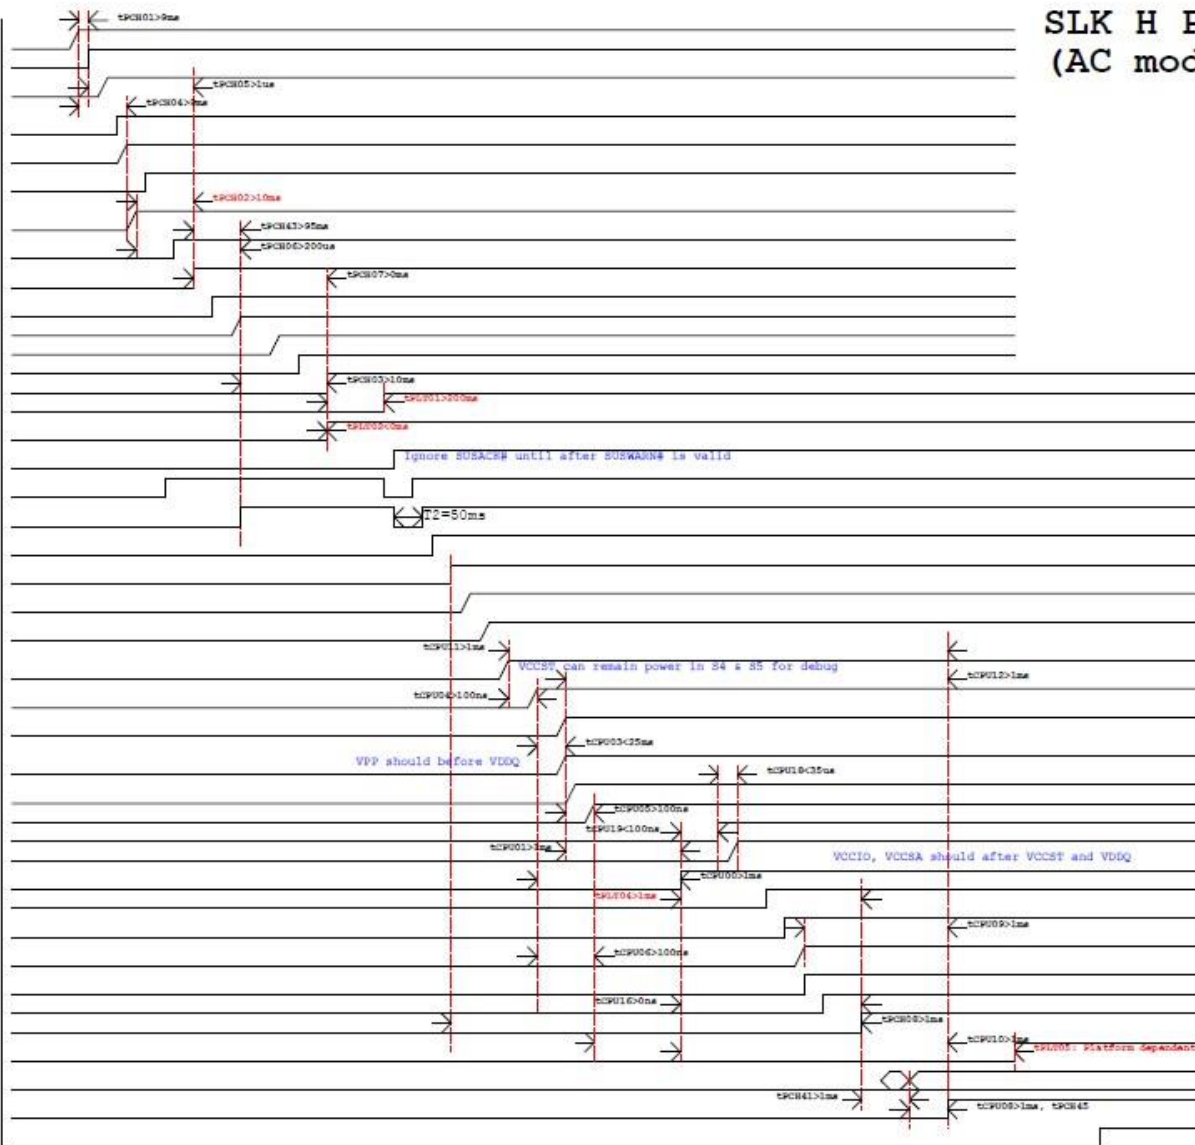 tPCH01>9ms
SLK H
(AC mod
tPCH05>1us
tPCH04>9ms
tPCH02>10ms
tPCH43>95ms
tPCH06>200us
tPCH07>0ms
tPCH03>10ms
tPLT01>200ms
tPLT02<0ms
Ignore SUSACK# until after SUSWARN# is valid
T2=50ms
tCPU11>1ms
VCCST can remain power in S4 & S5 for debug
tCPU12>1ms
tCPU04>100ns
tCPU03<25ms
VPP should before VDDQ
tCPU18<35us
tCPU05>100ns
tCPU19<100ns
tCPU01>1ms
VCCIO, VCCSA should after VCCST and VDDQ
tCPU00>1ms
tPLT04>1ms
tCPU09>1ms
tCPU06>100ns
tCPU16>0ns
tPCH08>1ms
tCPU10>1ms
tPLT05: Platform dependent
tPCH41>1ms
tCPU08>1ms, tPCH45